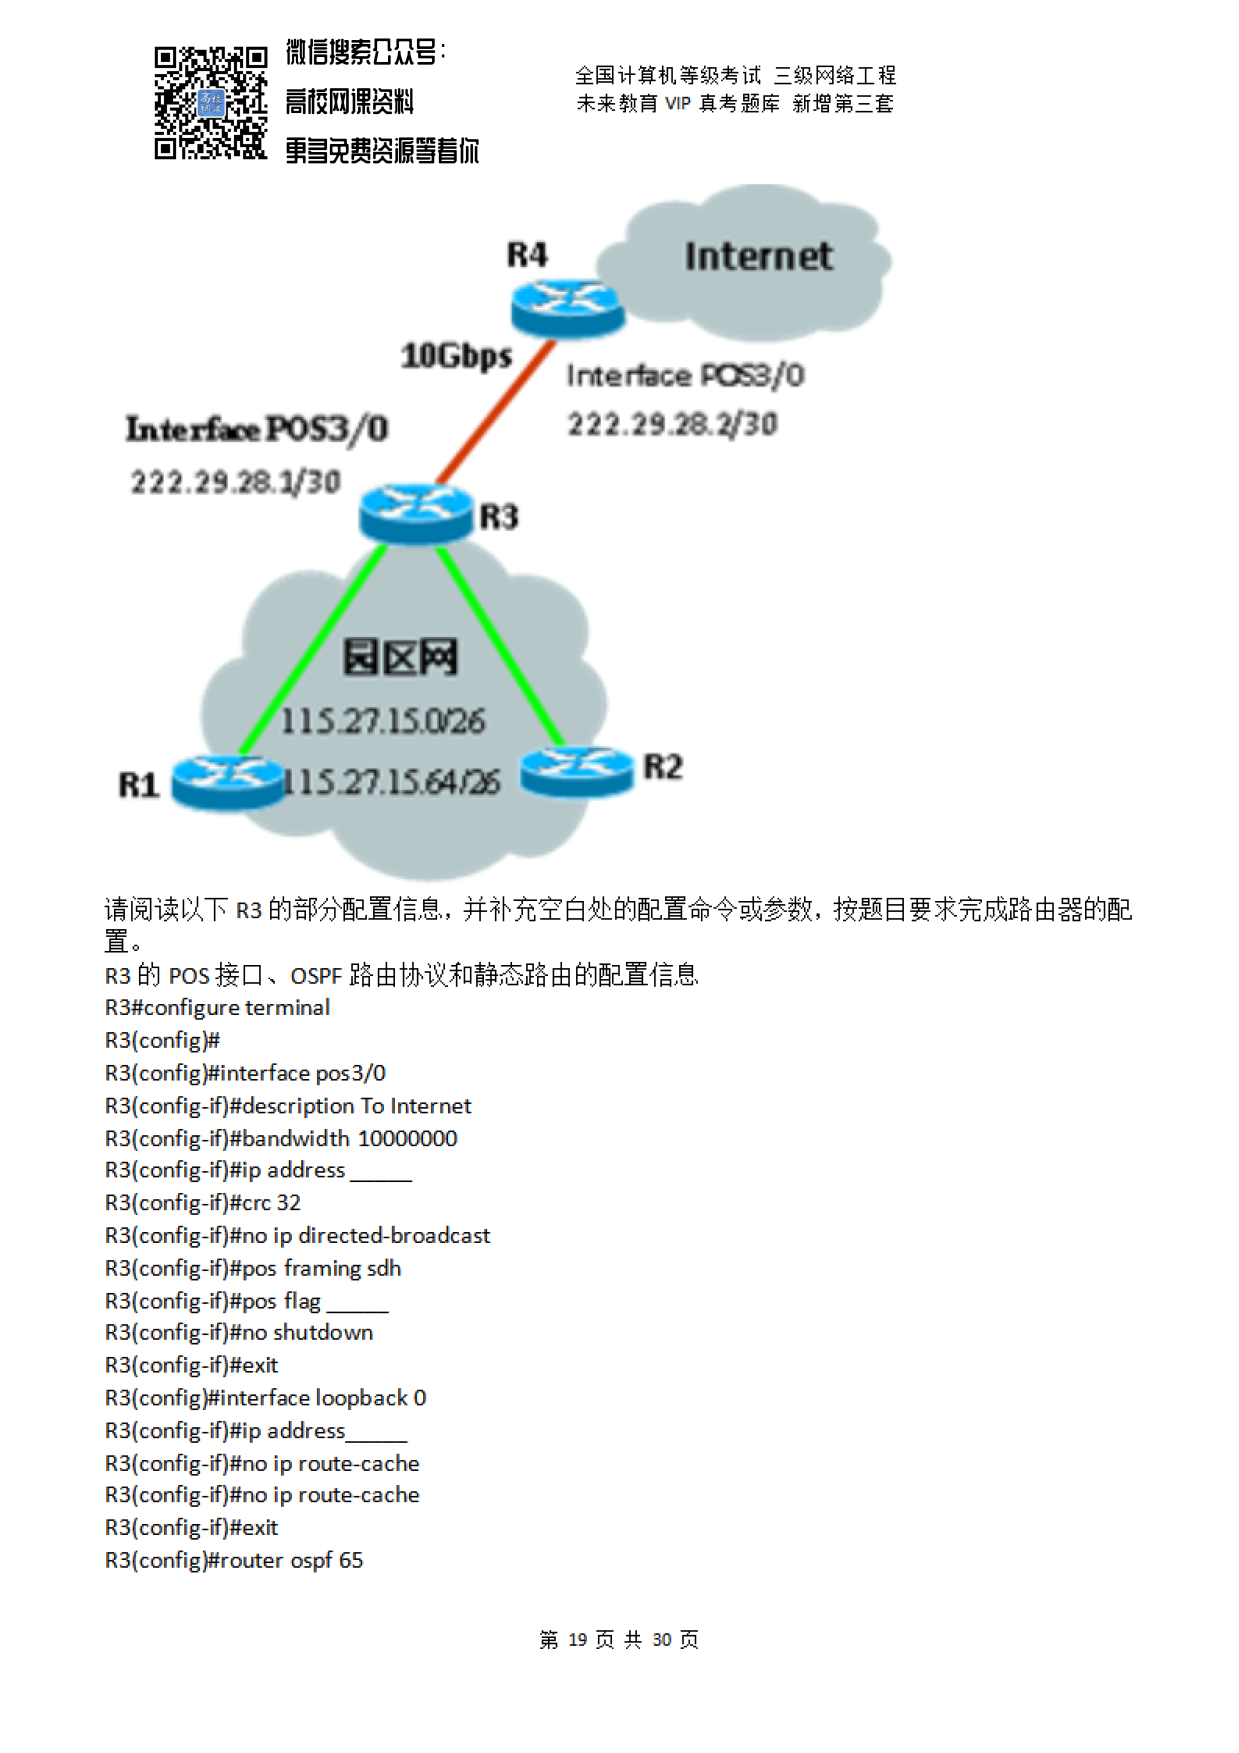 微信搜索公众号：
高校网课资料
更多免费资源等着你
全国计算机等级考试 三级网络工程
未来教育 VIP 真考题库 新增第三套
Internet
R4
10Gbps
Interface POS3/0
222.29.28.2/30
Interface POS3/0
222.29.28.1/30
R3
园区网
115.27.15.0/26
R1
115.27.15.64/26
R2
请阅读以下 R3 的部分配置信息，并补充空白处的配置命令或参数，按题目要求完成路由器的配
置。
R3 的 POS 接口、OSPF 路由协议和静态路由的配置信息
R3#configure terminal
R3(config)#
R3(config)#interface pos3/0
R3(config-if)#description To Internet
R3(config-if)#bandwidth 10000000
R3(config-if)#ip address _____
R3(config-if)#crc 32
R3(config-if)#no ip directed-broadcast
R3(config-if)#pos framing sdh
R3(config-if)#pos flag _____
R3(config-if)#no shutdown
R3(config-if)#exit
R3(config)#interface loopback 0
R3(config-if)#ip address_____
R3(config-if)#no ip route-cache
R3(config-if)#no ip route-cache
R3(config-if)#exit
R3(config)#router ospf 65
第 19 页 共 30 页